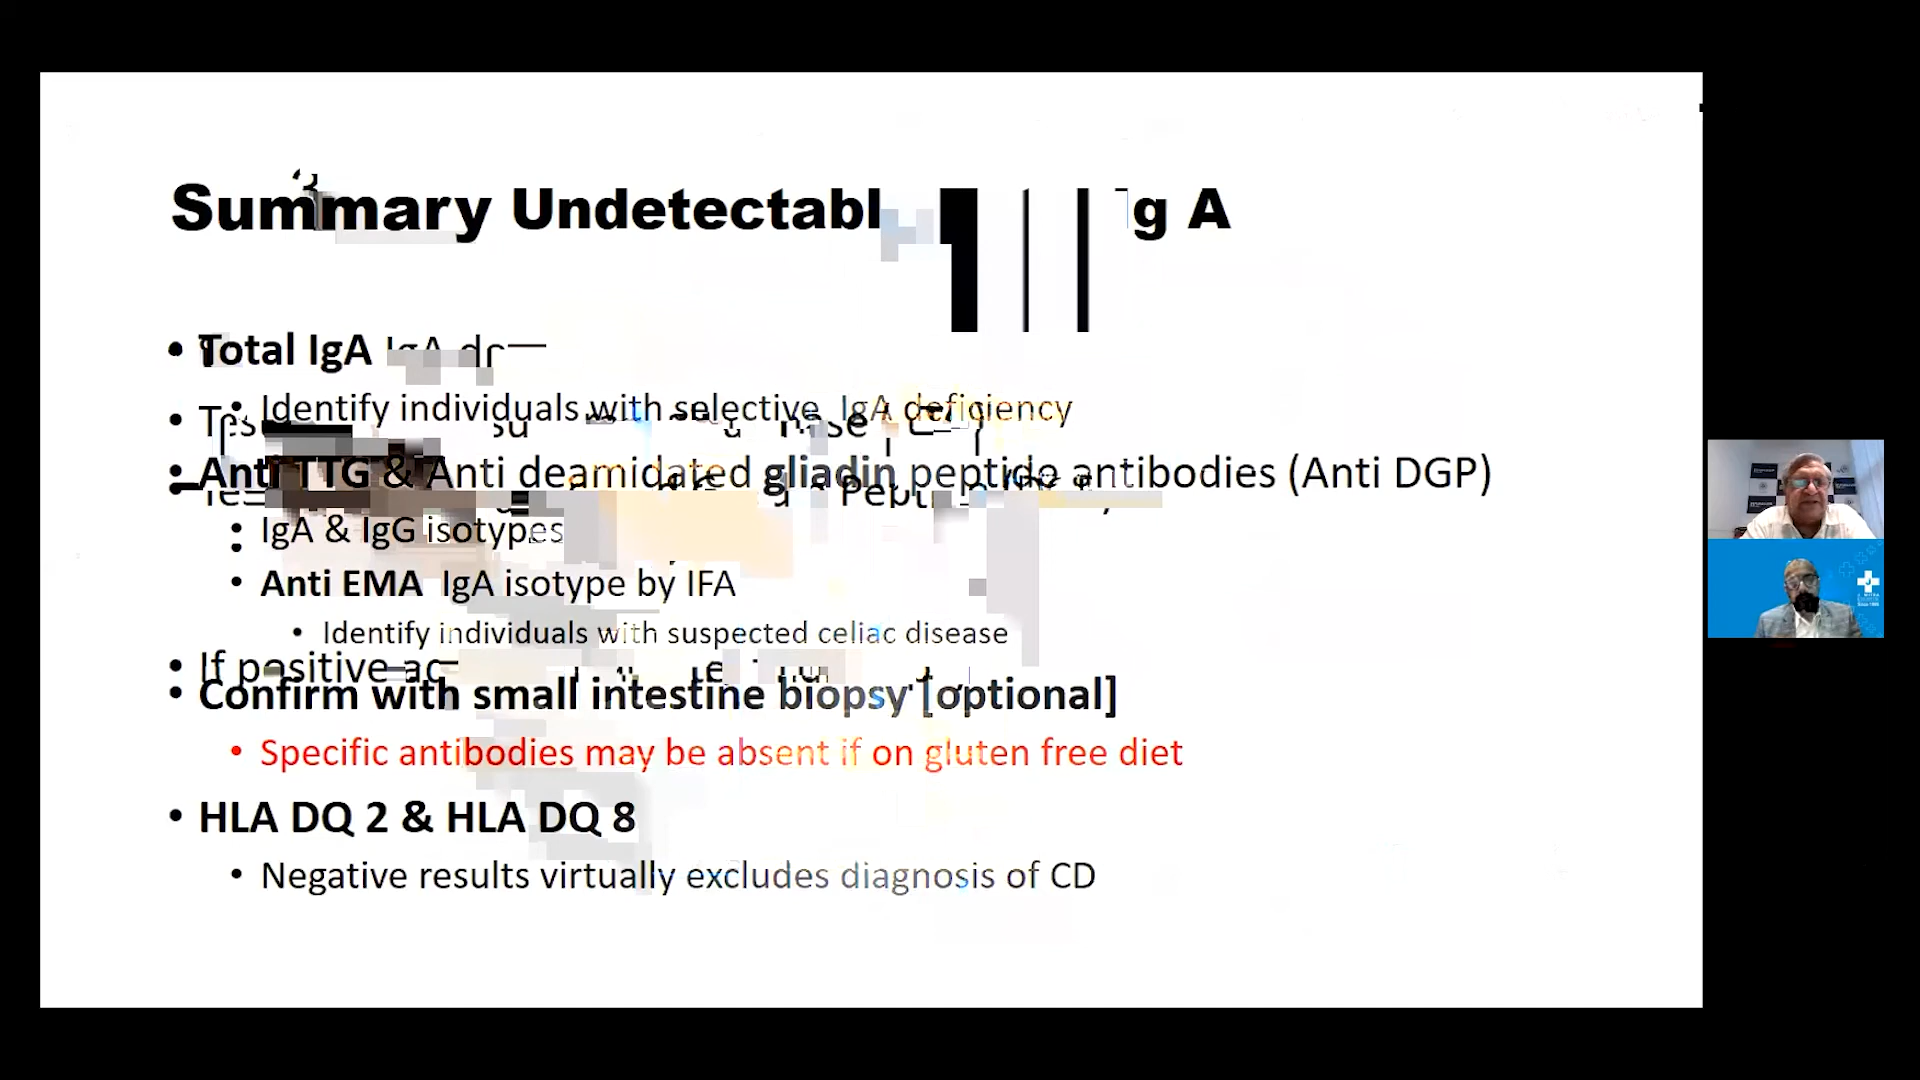 Summary Undetectabl g A
• Total IgA IgA
• Identify individuals with selective IgA deficiency
• Anti TTG & Anti deamidated gliadin peptide antibodies (Anti DGP)
• IgA & IgG isotypes
• Anti EMA IgA isotype by IFA
• Identify individuals with suspected celiac disease
• If positive
• Confirm with small intestine biopsy [optional]
• Specific antibodies may be absent if on gluten free diet
• HLA DQ 2 & HLA DQ 8
• Negative results virtually excludes diagnosis of CD